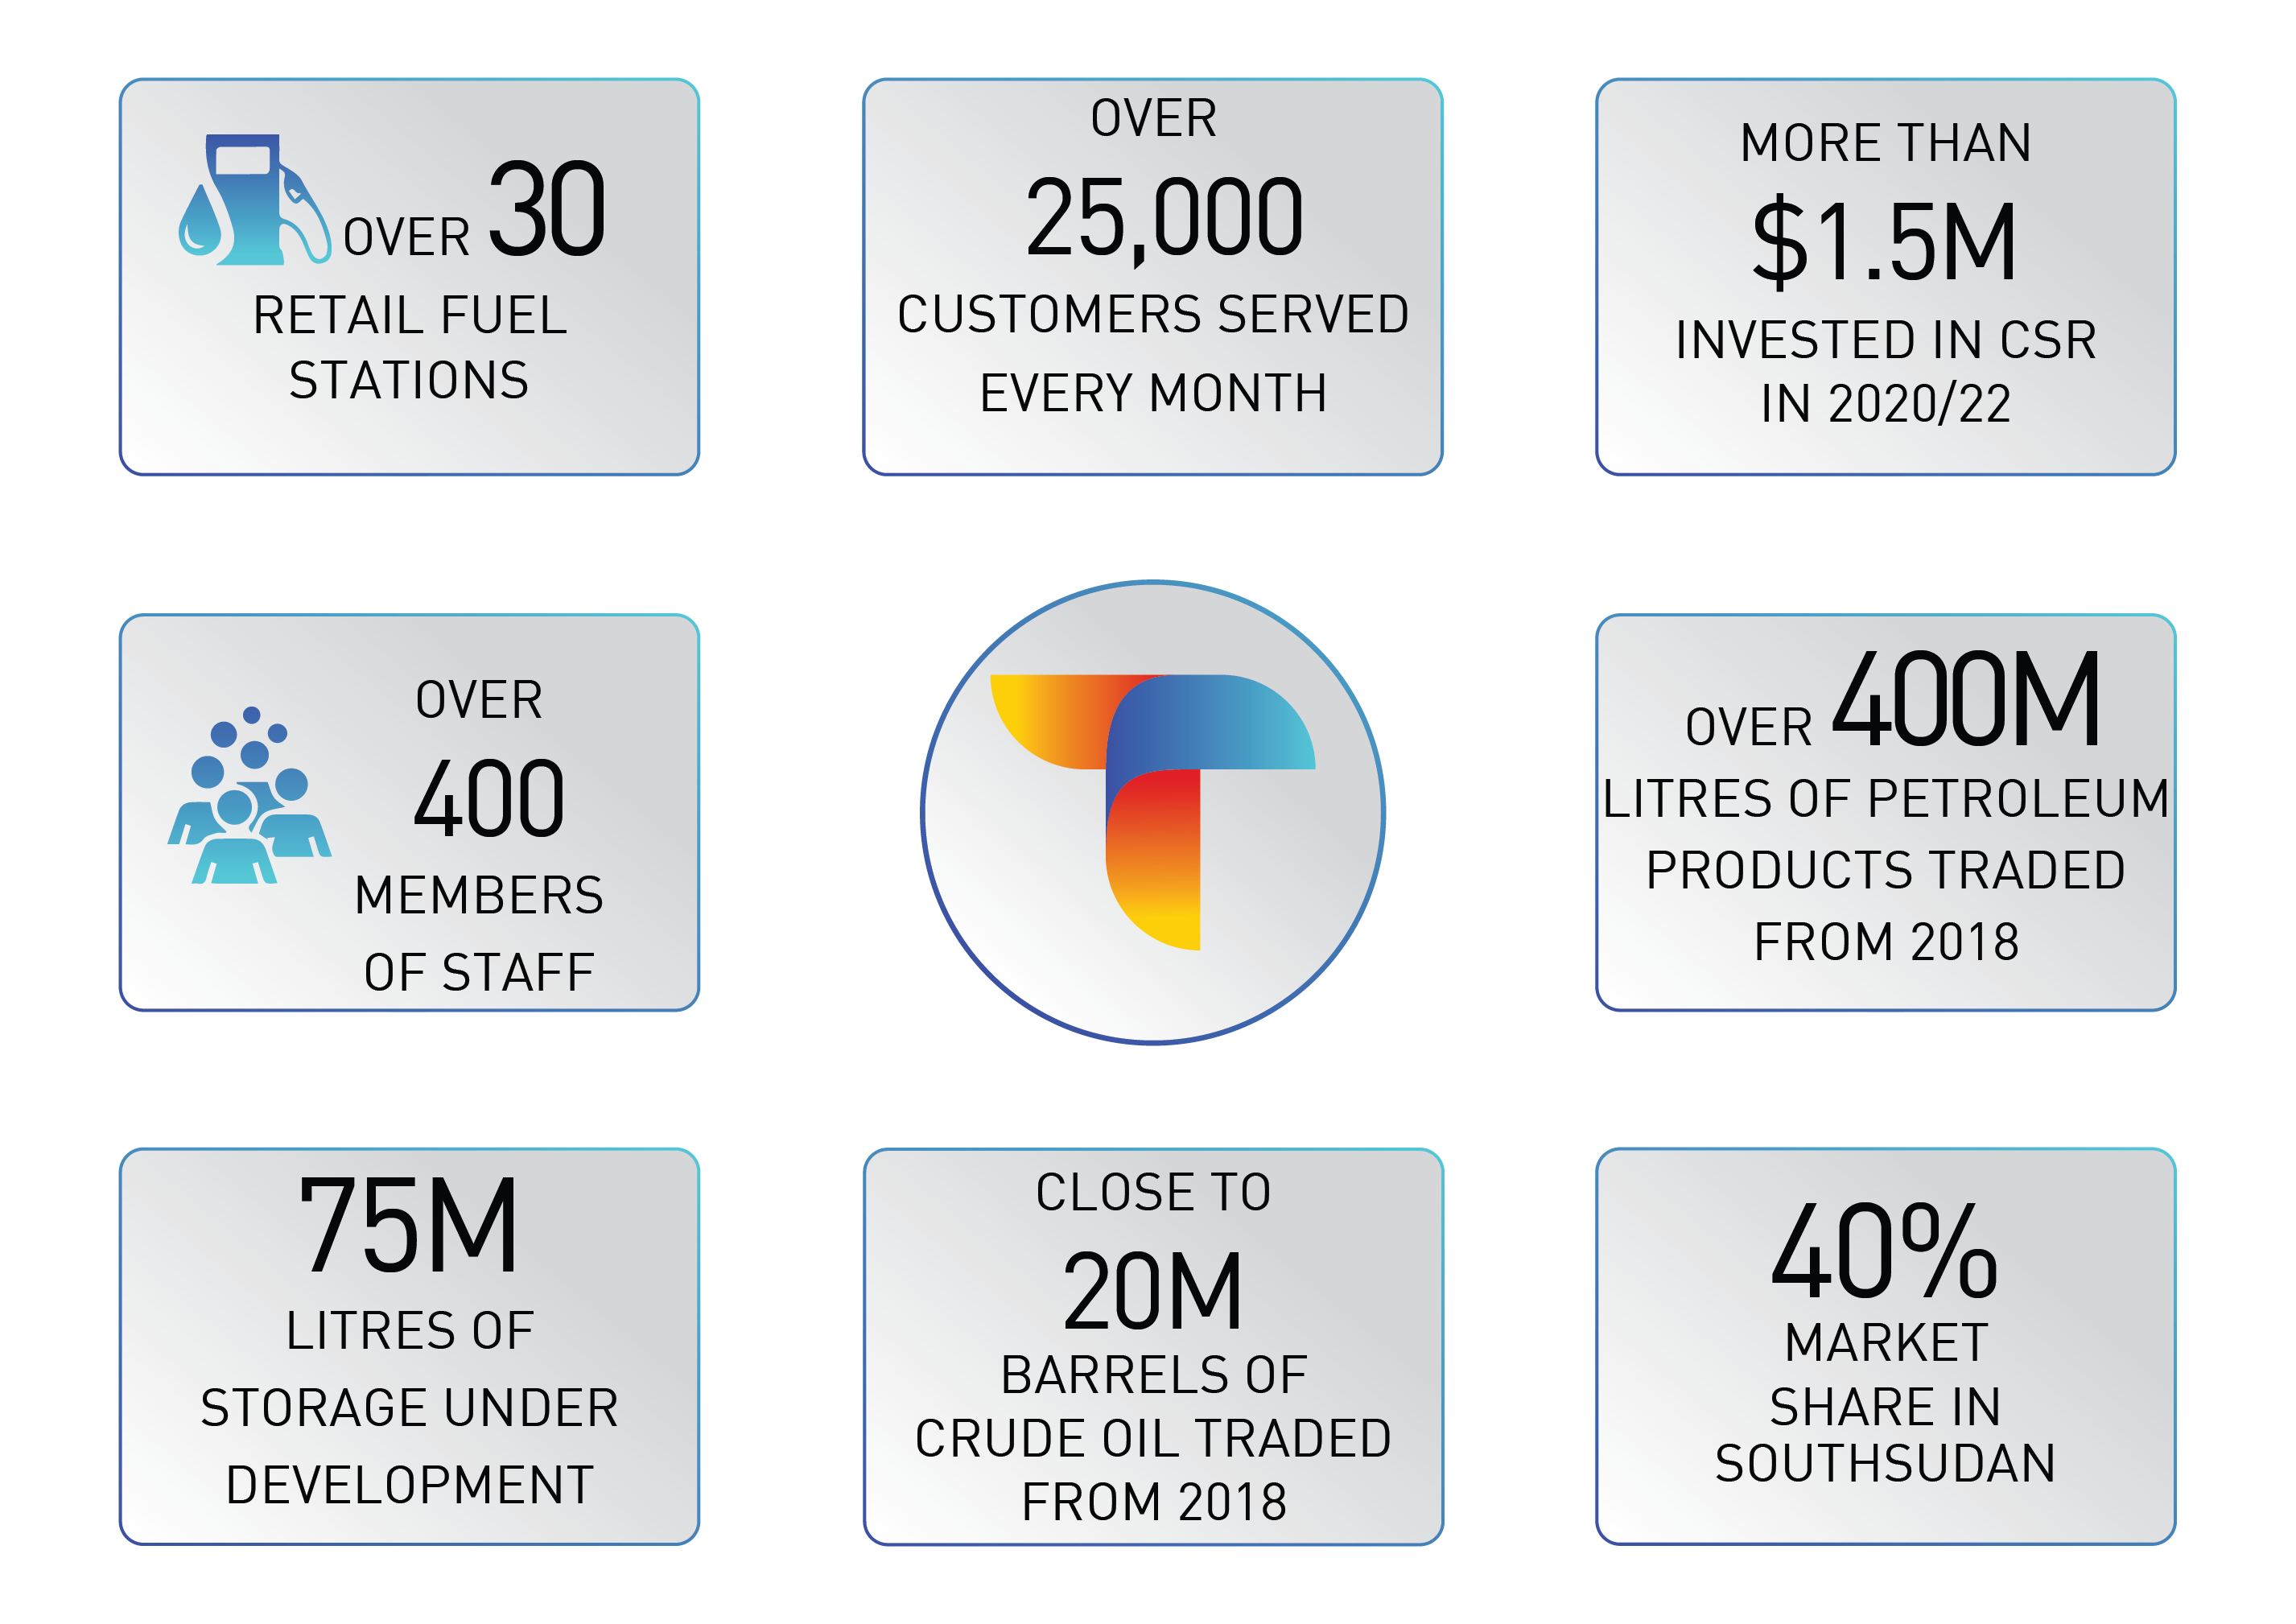 OVER 30
RETAIL FUEL
STATIONS
OVER
25,000
CUSTOMERS SERVED
EVERY MONTH
MORE THAN
$1.5M
INVESTED IN CSR
IN 2020/22
OVER
400
MEMBERS
OF STAFF
OVER 400M
LITRES OF PETROLEUM
PRODUCTS TRADED
FROM 2018
75M
LITRES OF
STORAGE UNDER
DEVELOPMENT
CLOSE TO
20M
BARRELS OF
CRUDE OIL TRADED
FROM 2018
40%
MARKET
SHARE IN
SOUTHSUDAN